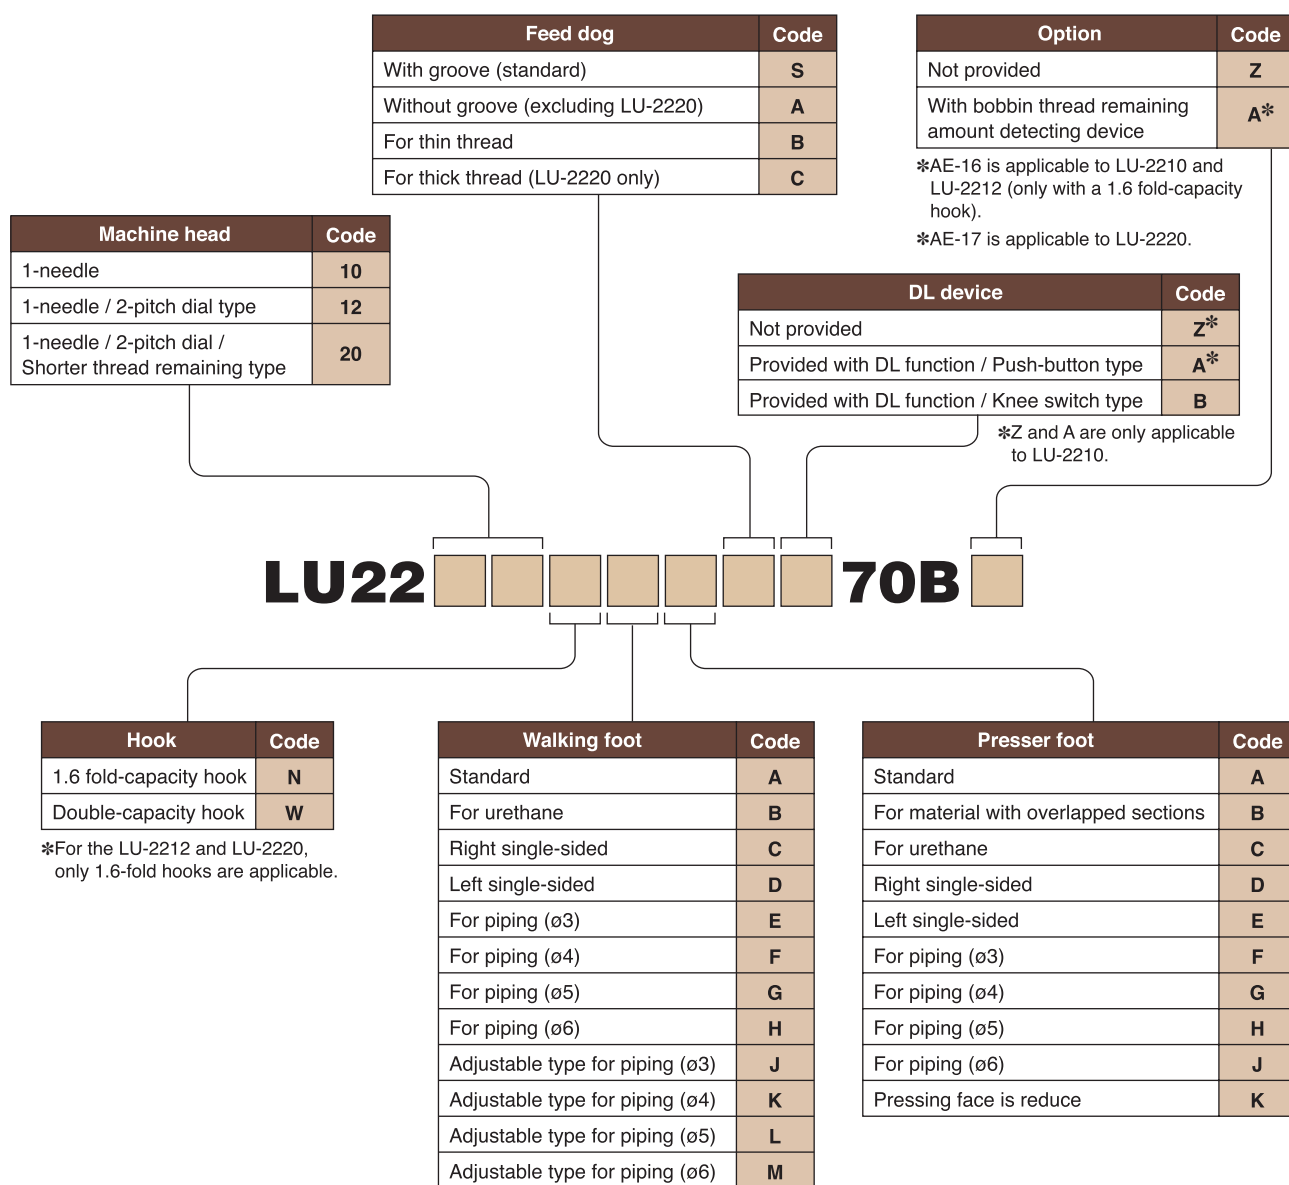 Feed dog Code
With groove (standard) S
Without groove (excluding LU-2220) A
For thin thread B
For thick thread (LU-2220 only) C
Option Code
Not provided Z
With bobbin thread remaining
amount detecting device A✽
✽AE-16 is applicable to LU-2210 and
LU-2212 (only with a 1.6 fold-capacity
hook).
✽AE-17 is applicable to LU-2220.
Machine head Code
1-needle 10
1-needle / 2-pitch dial type 12
1-needle / 2-pitch dial /
Shorter thread remaining type 20
DL device Code
Not provided Z✽
Provided with DL function / Push-button type A✽
Provided with DL function / Knee switch type B
✽Z and A are only applicable
to LU-2210.
LU22 70B
Hook Code
1.6 fold-capacity hook N
Double-capacity hook W
✽For the LU-2212 and LU-2220,
only 1.6-fold hooks are applicable.
Walking foot Code
Standard A
For urethane B
Right single-sided C
Left single-sided D
For piping (ø3) E
For piping (ø4) F
For piping (ø5) G
For piping (ø6) H
Adjustable type for piping (ø3) J
Adjustable type for piping (ø4) K
Adjustable type for piping (ø5) L
Adjustable type for piping (ø6) M
Presser foot Code
Standard A
For material with overlapped sections B
For urethane C
Right single-sided D
Left single-sided E
For piping (ø3) F
For piping (ø4) G
For piping (ø5) H
For piping (ø6) J
Pressing face is reduce K